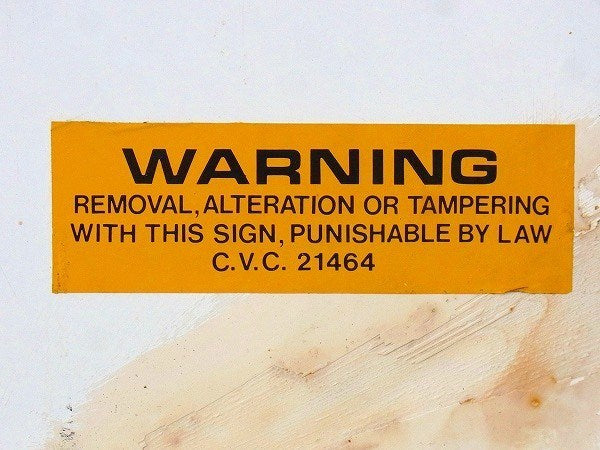 WARNING
REMOVAL, ALTERATION OR TAMPERING
WITH THIS SIGN, PUNISHABLE BY LAW
C.V.C. 21464